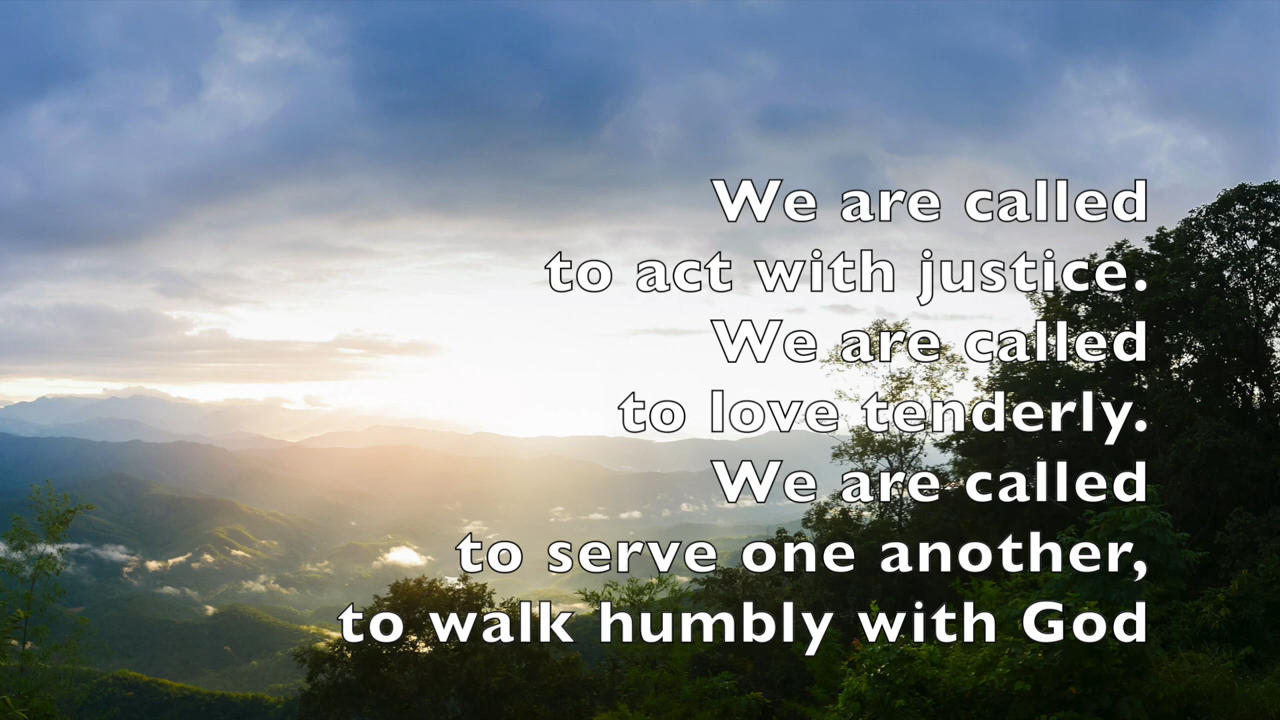 We are called
to act with justice.
We are called
to love tenderly.
We are called
to serve one another,
to walk humbly with God